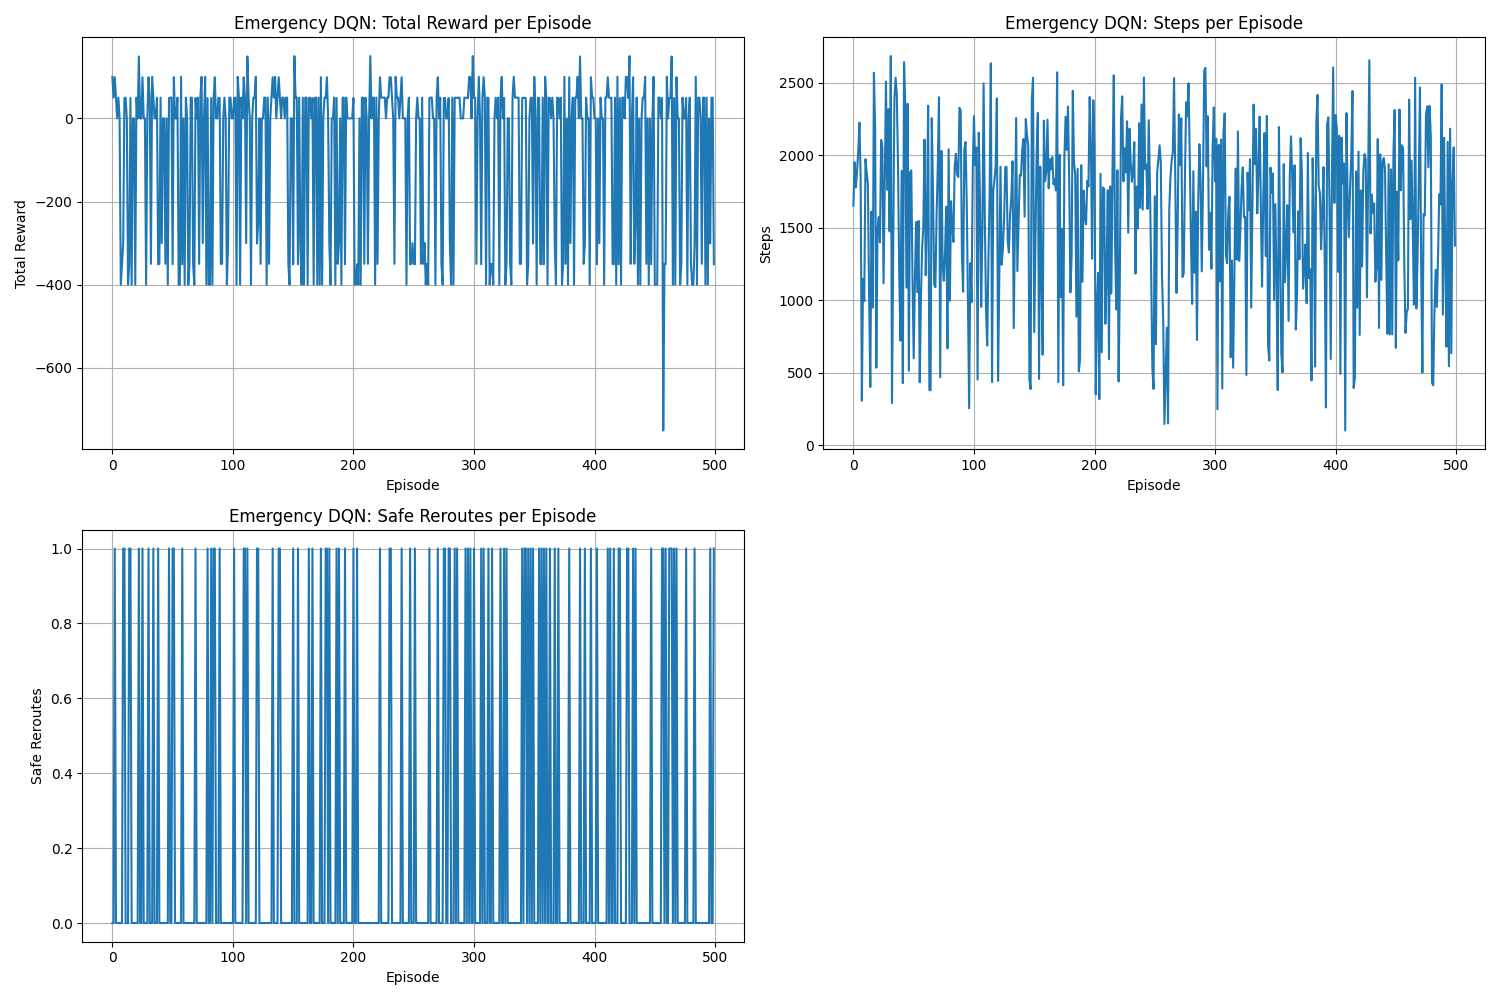 Emergency DQN: Total Reward per Episode
Total Reward
0
−200
−400
−600
0 100 200 300 400 500
Episode
Emergency DQN: Steps per Episode
Steps
2500
2000
1500
1000
500
0
0 100 200 300 400 500
Episode
Emergency DQN: Safe Reroutes per Episode
Safe Reroutes
1.0
0.8
0.6
0.4
0.2
0.0
0 100 200 300 400 500
Episode